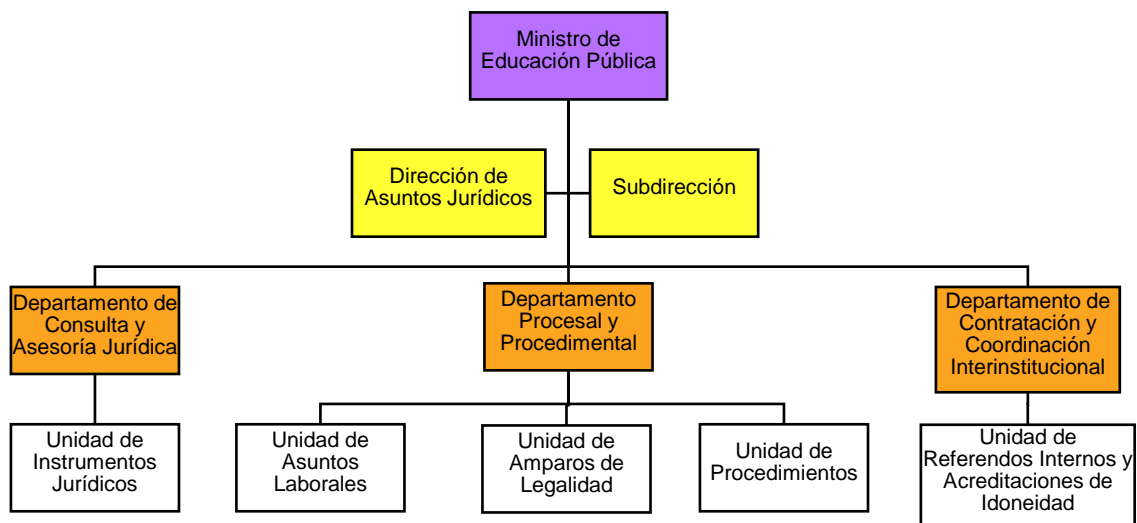 Ministro de
Educación Pública
Dirección de
Asuntos Jurídicos
Subdirección
Departamento de
Consulta y
Asesoría Jurídica
Departamento
Procesal y
Procedimental
Departamento de
Contratación y
Coordinación
Interinstitucional
Unidad de
Instrumentos
Jurídicos
Unidad de
Asuntos
Laborales
Unidad de
Amparos de
Legalidad
Unidad de
Procedimientos
Unidad de
Referendos Internos y
Acreditaciones de
Idoneidad